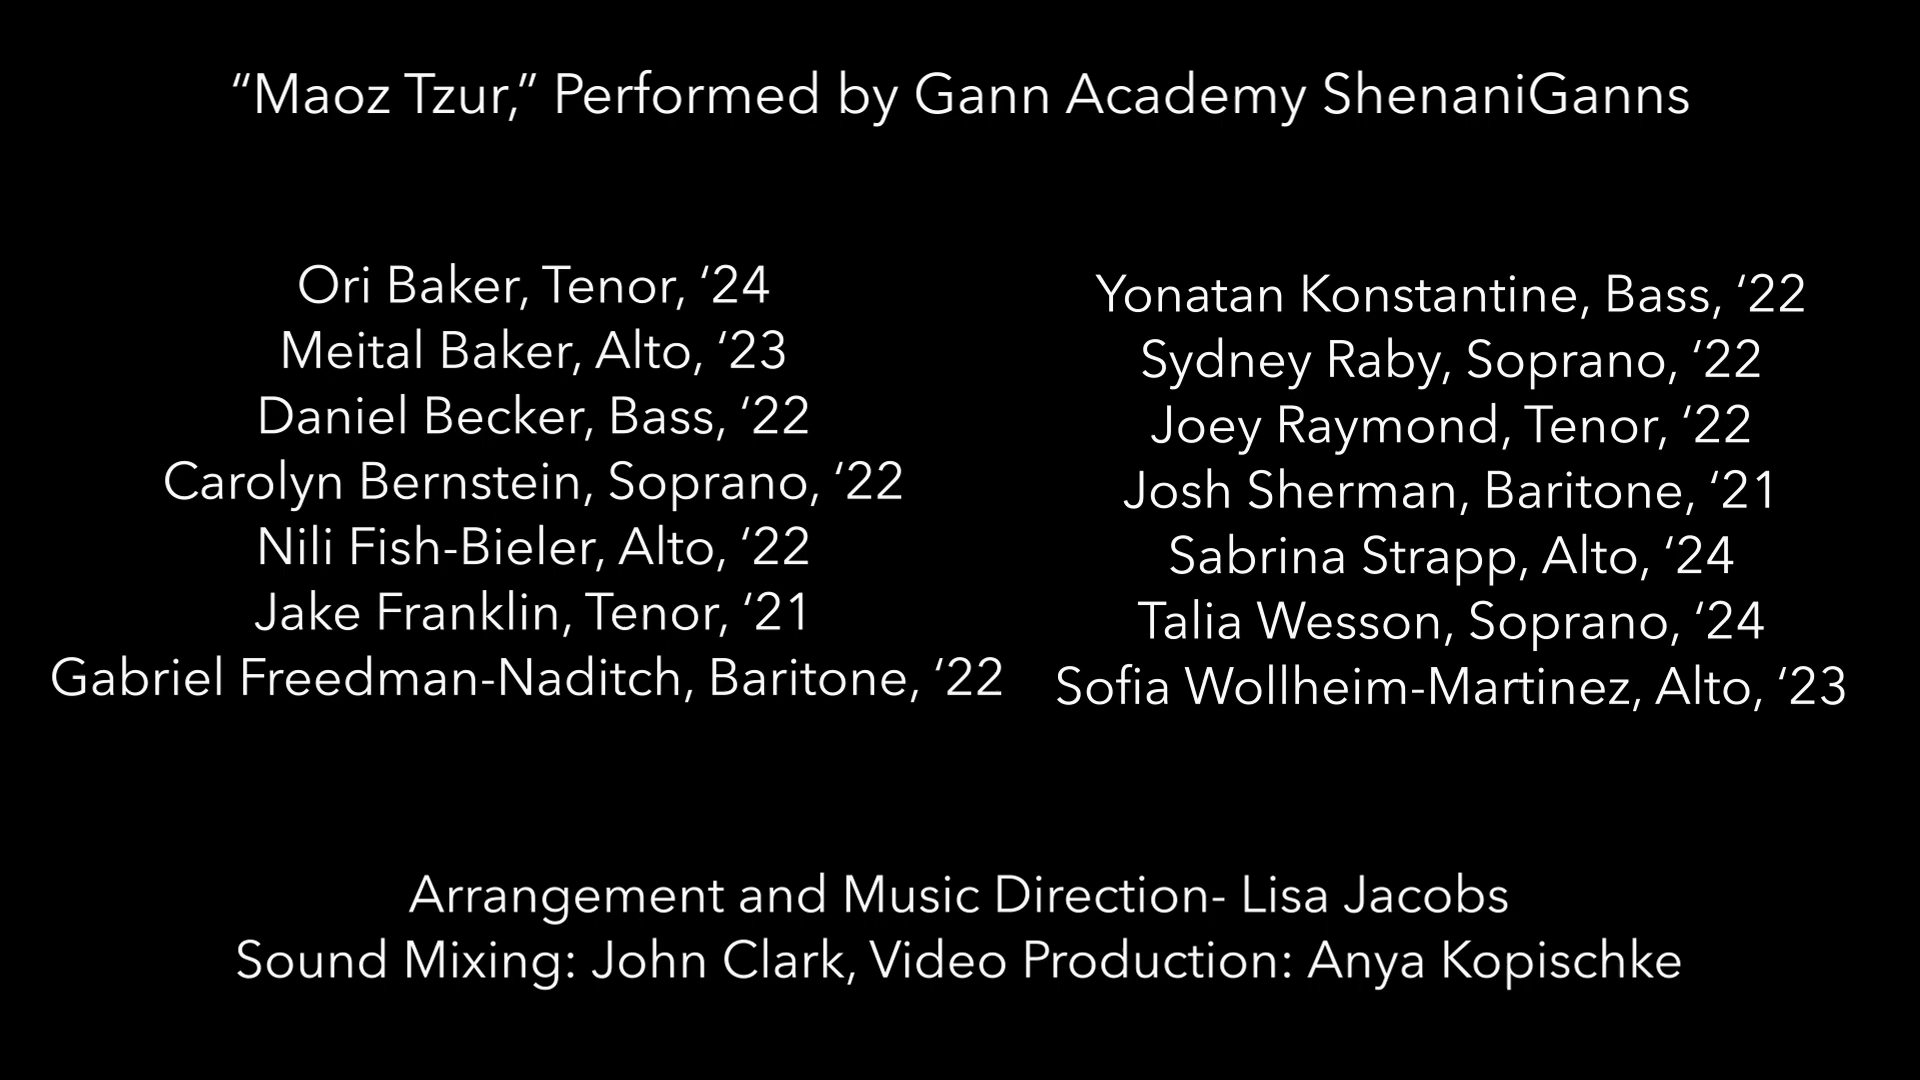 “Maoz Tzur,” Performed by Gann Academy ShenaniGanns
Ori Baker, Tenor, ‘24
Meital Baker, Alto, ‘23
Daniel Becker, Bass, ‘22
Carolyn Bernstein, Soprano, ‘22
Nili Fish-Bieler, Alto, ‘22
Jake Franklin, Tenor, ‘21
Gabriel Freedman-Naditch, Baritone, ‘22
Yonatan Konstantine, Bass, ‘22
Sydney Raby, Soprano, ‘22
Joey Raymond, Tenor, ‘22
Josh Sherman, Baritone, ‘21
Sabrina Strapp, Alto, ‘24
Talia Wesson, Soprano, ‘24
Sofia Wollheim-Martinez, Alto, ‘23
Arrangement and Music Direction- Lisa Jacobs
Sound Mixing: John Clark, Video Production: Anya Kopischke